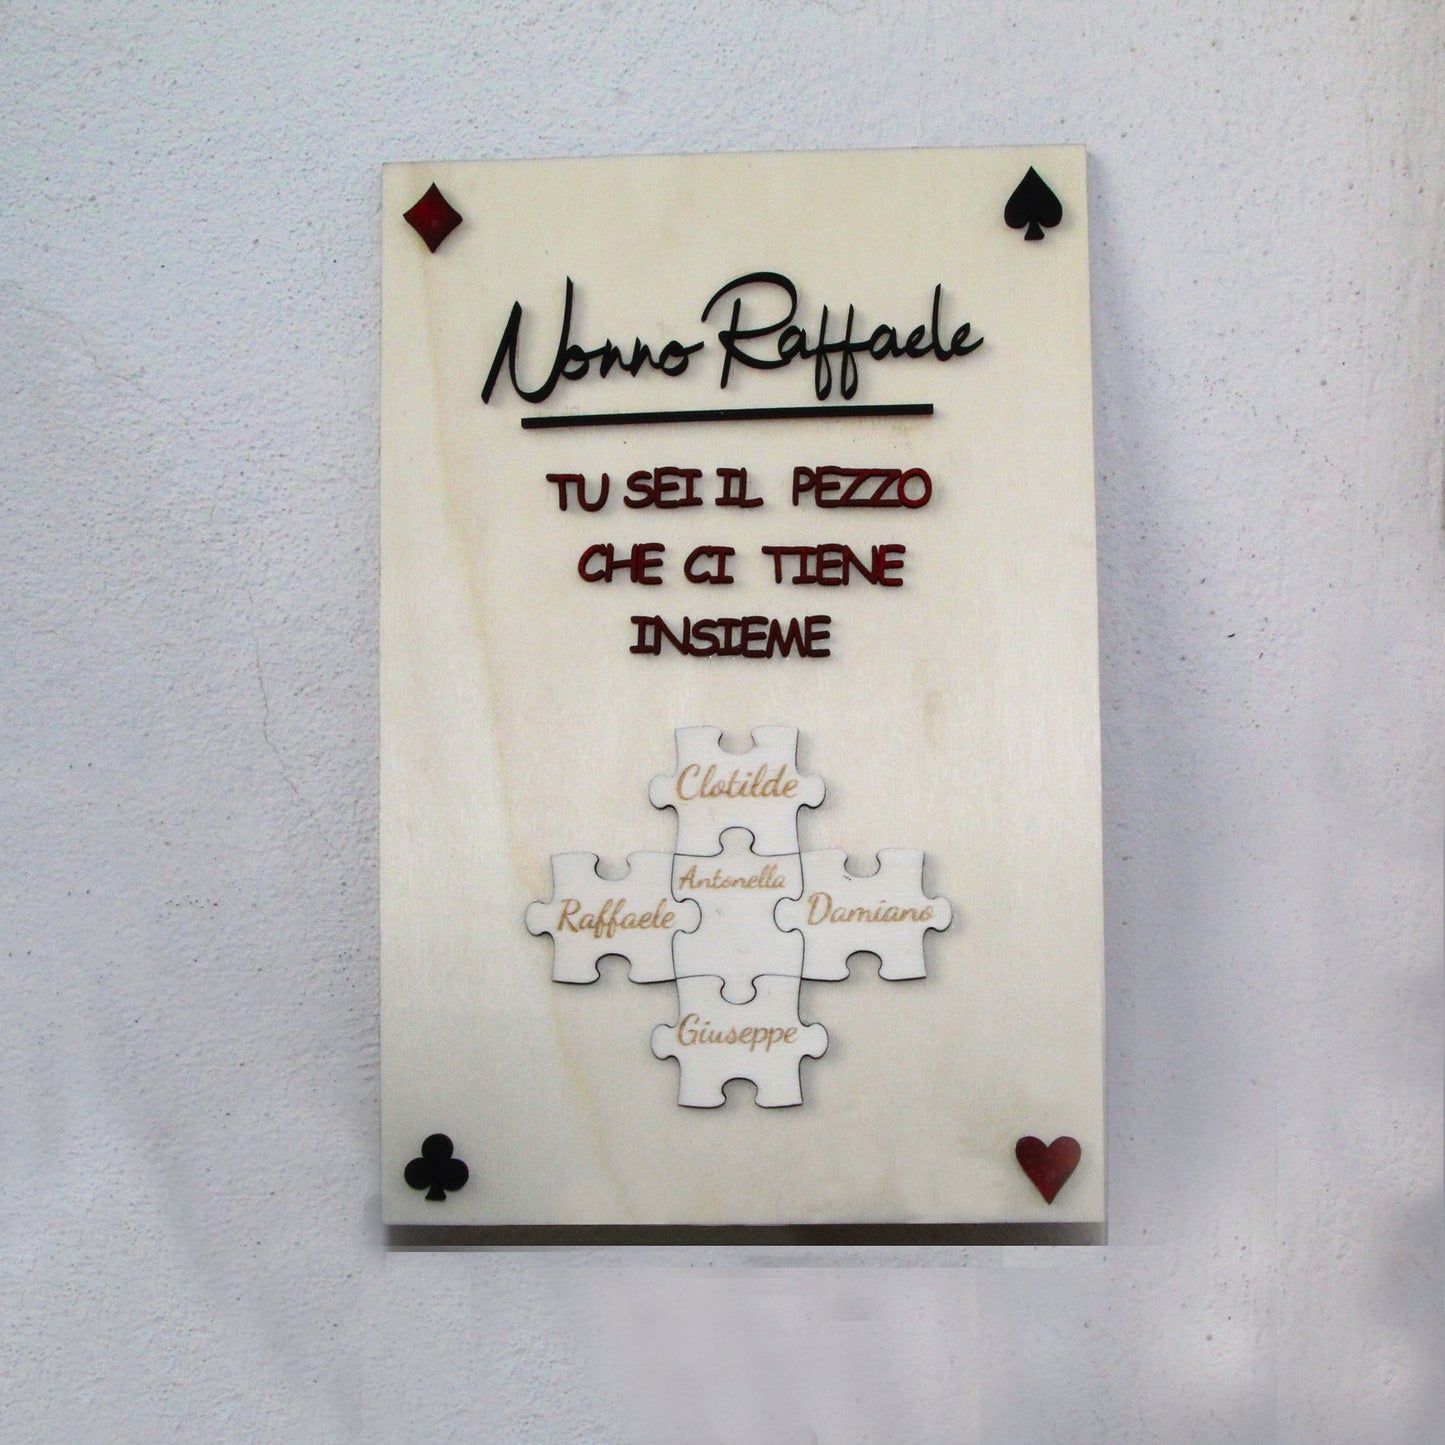 Nonno Raffaele
TU SEI IL PEZZO
CHE CI TIENE
INSIEME
Clotilde
Antonella
Raffaele
Damiano
Giuseppe